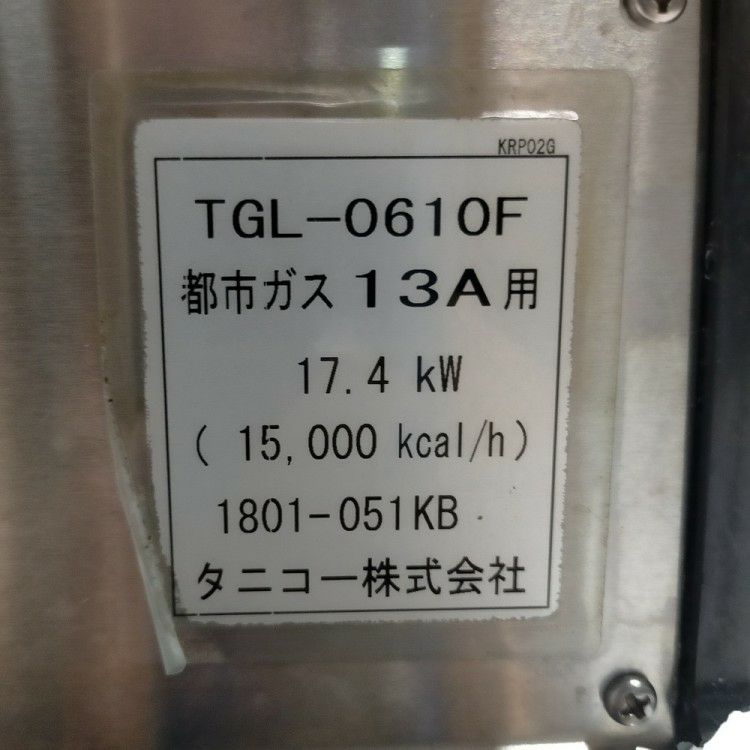 KRP02G
TGL-0610F
都市ガス 13A用
17.4 kW
( 15,000 kcal/h)
1801-051KB
タニコー株式会社